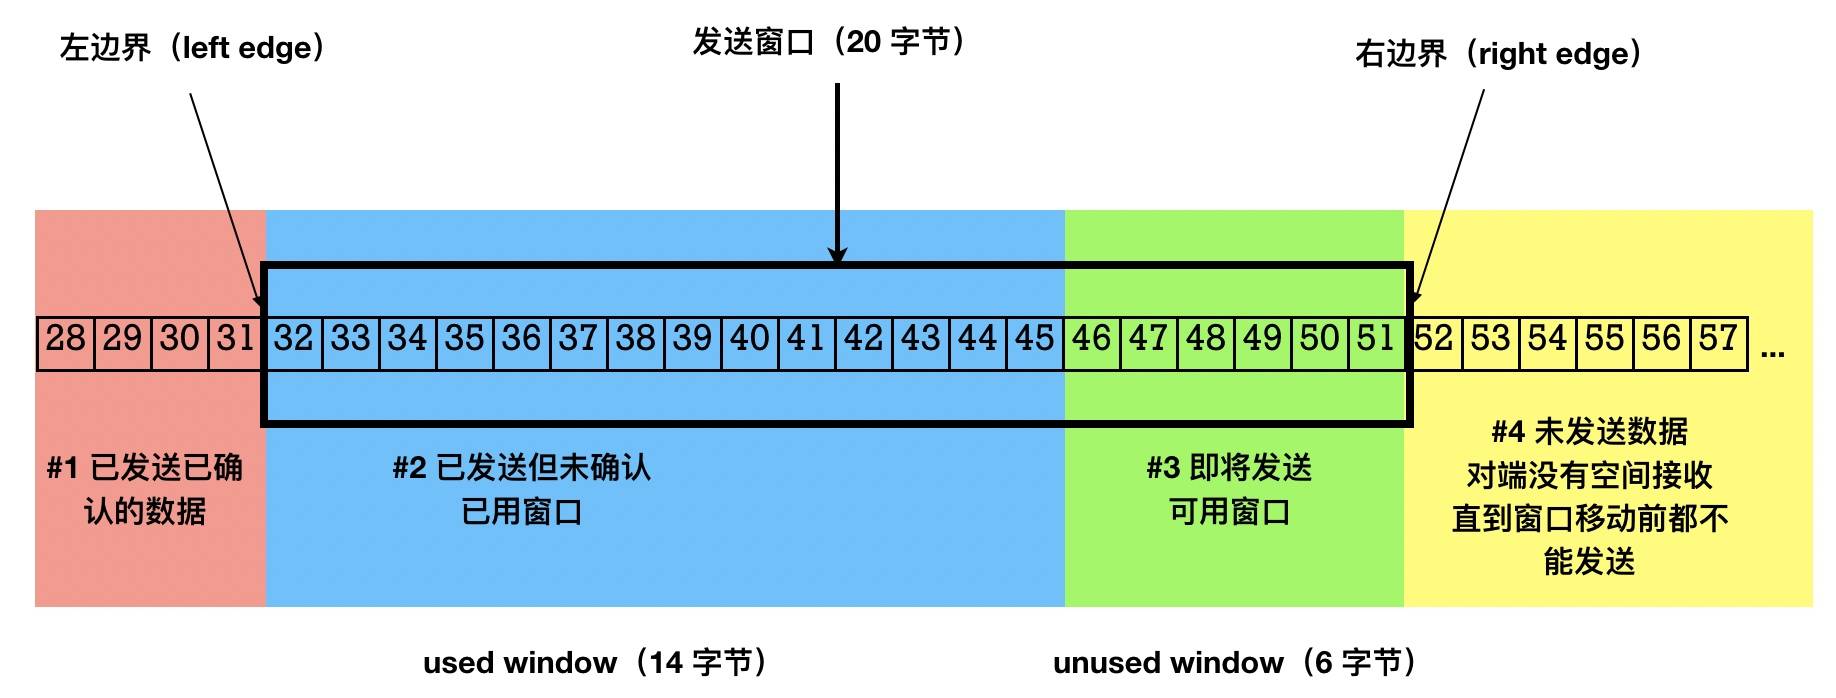 左边界（left edge）
发送窗口（20 字节）
右边界（right edge）
28 29 30 31 32 33 34 35 36 37 38 39 40 41 42 43 44 45 46 47 48 49 50 51 52 53 54 55 56 57 ...
#1 已发送已确
认的数据
#2 已发送但未确认
已用窗口
#3 即将发送
可用窗口
#4 未发送数据
对端没有空间接收
直到窗口移动前都不
能发送
used window（14 字节）
unused window（6 字节）